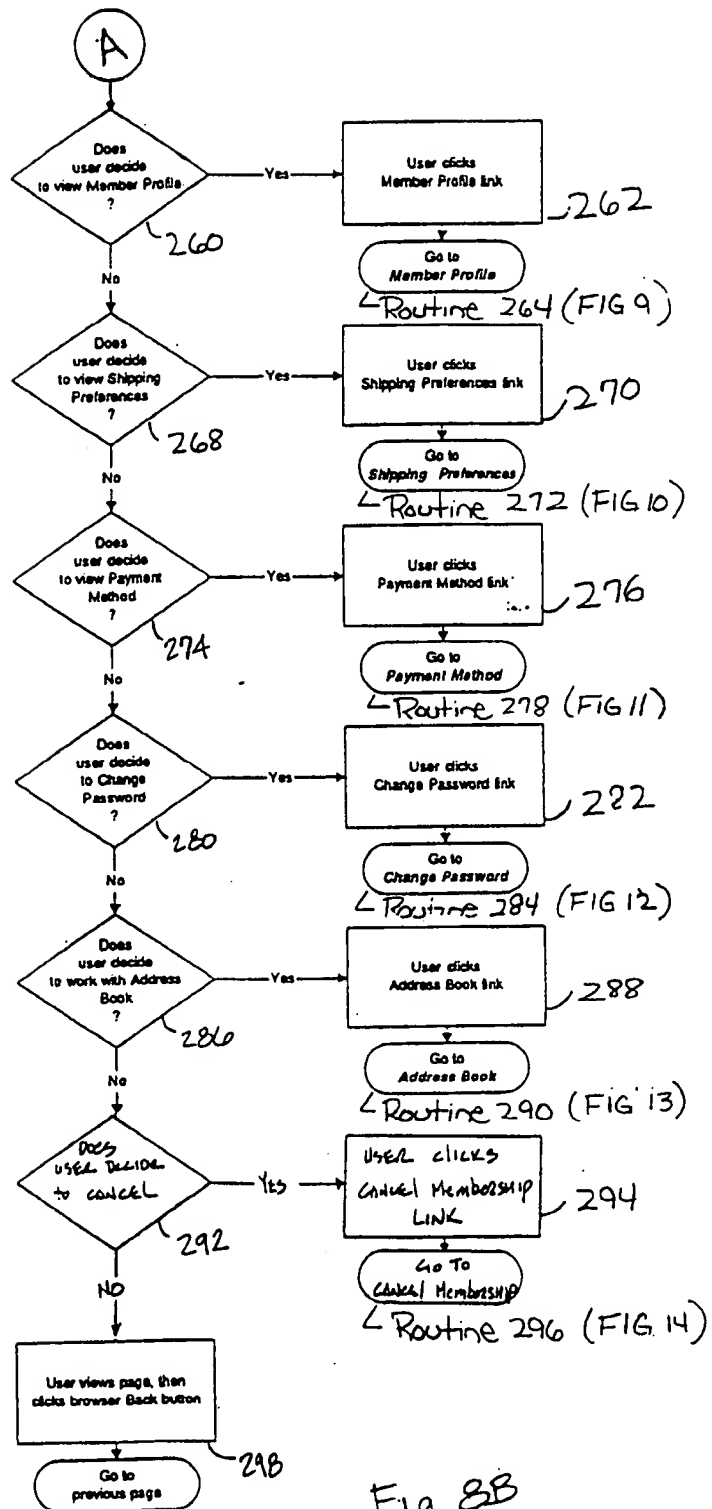 A
Does
user decide
to view Member Profile
?
260
Yes
User clicks
Member Profile link
262
Go to
Member Profile
Routine 264 (FIG 9)
No
Does
user decide
to view Shipping
Preferences
?
268
Yes
User clicks
Shipping Preferences link
270
Go to
Shipping Preferences
Routine 272 (FIG 10)
No
Does
user decide
to view Payment
Method
?
274
Yes
User clicks
Payment Method link
276
Go to
Payment Method
Routine 278 (FIG 11)
No
Does
user decide
to Change
Password
?
280
Yes
User clicks
Change Password link
282
Go to
Change Password
Routine 284 (FIG 12)
No
Does
user decide
to work with Address
Book
?
286
Yes
User clicks
Address Book link
288
Go to
Address Book
Routine 290 (FIG 13)
No
DOES
USER DECIDE
to CANCEL
292
YES
USER clicks
CANCEL MemberSHIP
LINK
294
Go To
CANCEL MemberSHIP
Routine 296 (FIG. 14)
NO
User views page, then
clicks browser Back button
298
Go to
previous page
Fig. 8B